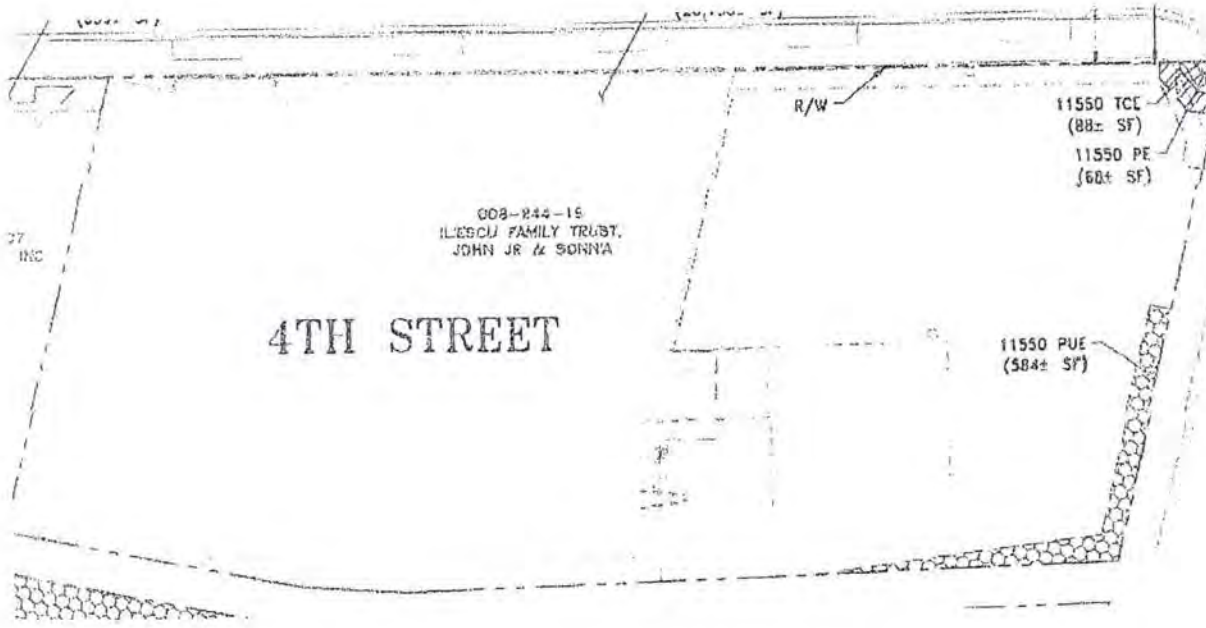 R/W
11550 TCE
(88± SF)
11550 PE
(68± SF)
008-244-15
ILIESCU FAMILY TRUST,
JOHN JR & SONNIA
INC
4TH STREET
11550 PUE
(584± SF)